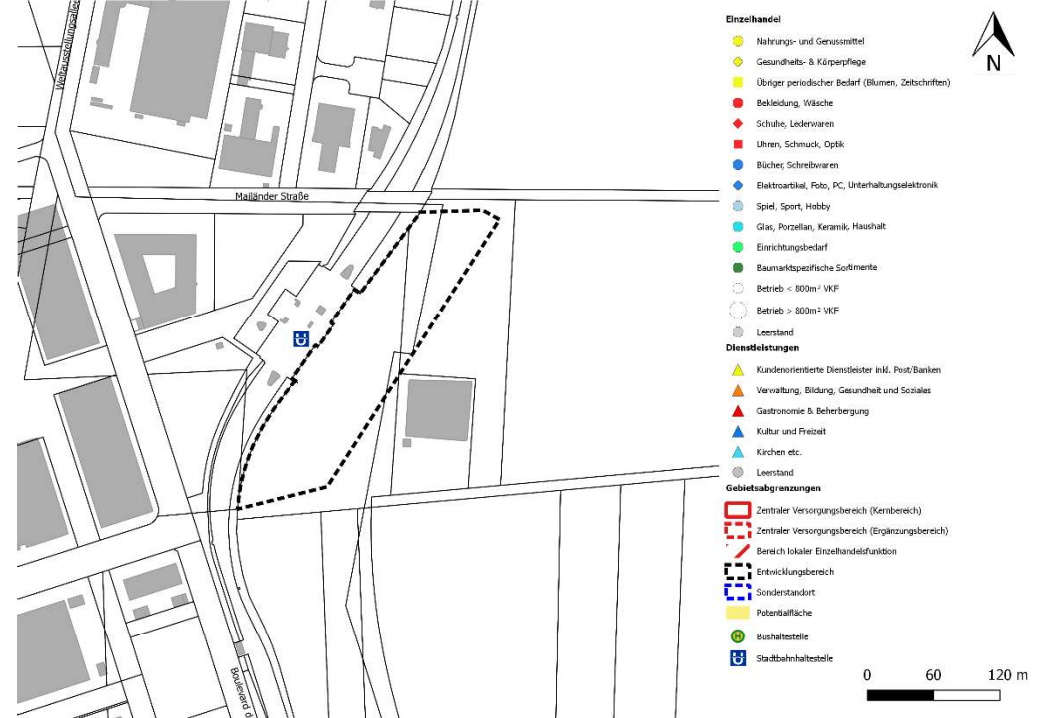 Weltausstellungsallee
Mailänder Straße
Boulevard d
Einzelhandel
Nahrungs- und Genussmittel
Gesundheits- & Körperpflege
Übriger periodischer Bedarf (Blumen, Zeitschriften)
Bekleidung, Wäsche
Schuhe, Lederwaren
Uhren, Schmuck, Optik
Bücher, Schreibwaren
Elektroartikel, Foto, PC, Unterhaltungselektronik
Spiel, Sport, Hobby
Glas, Porzellan, Keramik, Haushalt
Einrichtungsbedarf
Baumarktspezifische Sortimente
Betrieb < 800m² VKF
Betrieb > 800m² VKF
Leerstand
Dienstleistungen
Kundenorientierte Dienstleister inkl. Post/Banken
Verwaltung, Bildung, Gesundheit und Soziales
Gastronomie & Beherbergung
Kultur und Freizeit
Kirchen etc.
Leerstand
Gebietsabgrenzungen
Zentraler Versorgungsbereich (Kernbereich)
Zentraler Versorgungsbereich (Ergänzungsbereich)
Bereich lokaler Einzelhandelsfunktion
Entwicklungsbereich
Sonderstandort
Potentialfläche
H Bushaltestelle
Stadtbahnhaltestelle
N
0 60 120 m